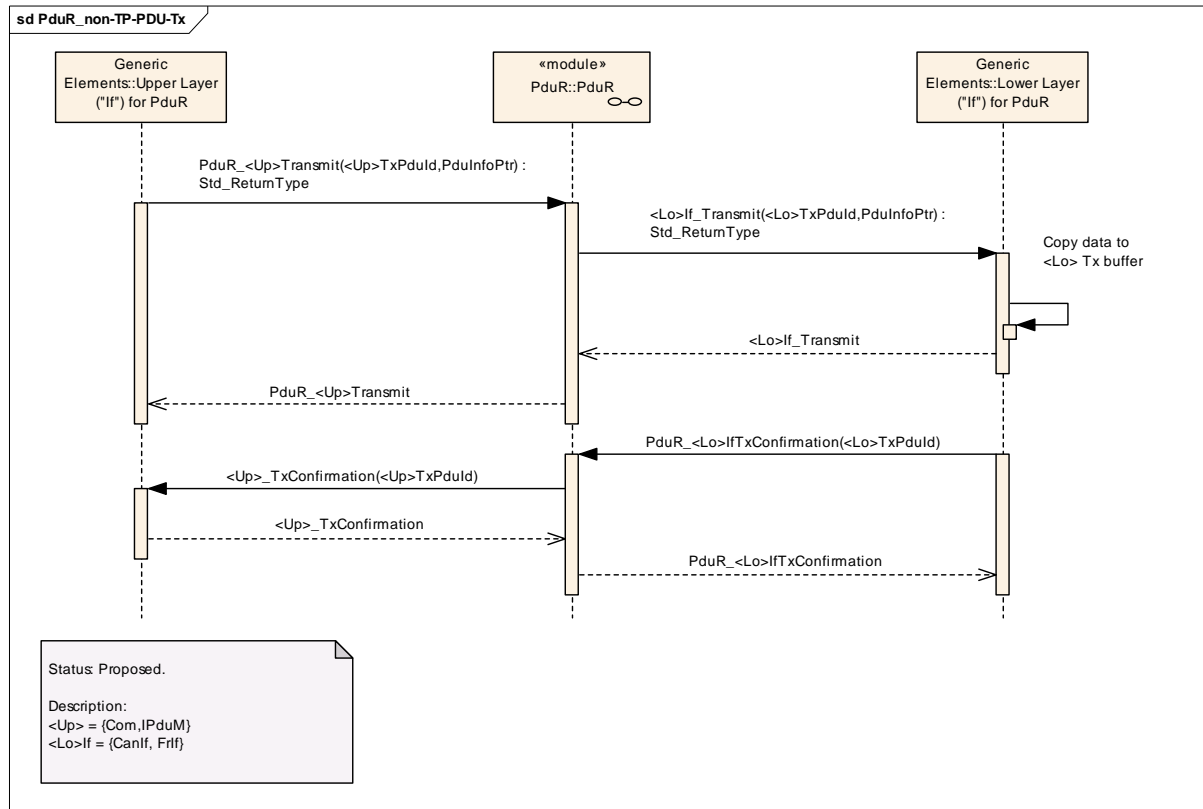 sd PduR_non-TP-PDU-Tx
Generic
Elements::Upper Layer
("If") for PduR
«module»
PduR::PduR
Generic
Elements::Lower Layer
("If") for PduR
PduR_<Up>Transmit(<Up>TxPduId,PduInfoPtr) :
Std_ReturnType
<Lo>If_Transmit(<Lo>TxPduId,PduInfoPtr) :
Std_ReturnType
Copy data to
<Lo> Tx buffer
<Lo>If_Transmit
PduR_<Up>Transmit
PduR_<Lo>IfTxConfirmation(<Lo>TxPduId)
<Up>_TxConfirmation(<Up>TxPduId)
<Up>_TxConfirmation
PduR_<Lo>IfTxConfirmation
Status: Proposed.
Description:
<Up> = {Com,IPduM}
<Lo>If = {CanIf, FrIf}